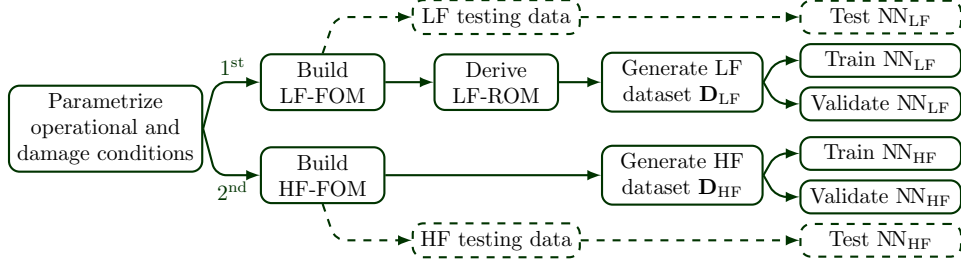 LF testing data
Test NN_LF
1st
Build
LF-FOM
Derive
LF-ROM
Generate LF
dataset D_LF
Train NN_LF
Validate NN_LF
Parametrize
operational and
damage conditions
2nd
Build
HF-FOM
Generate HF
dataset D_HF
Train NN_HF
Validate NN_HF
HF testing data
Test NN_HF